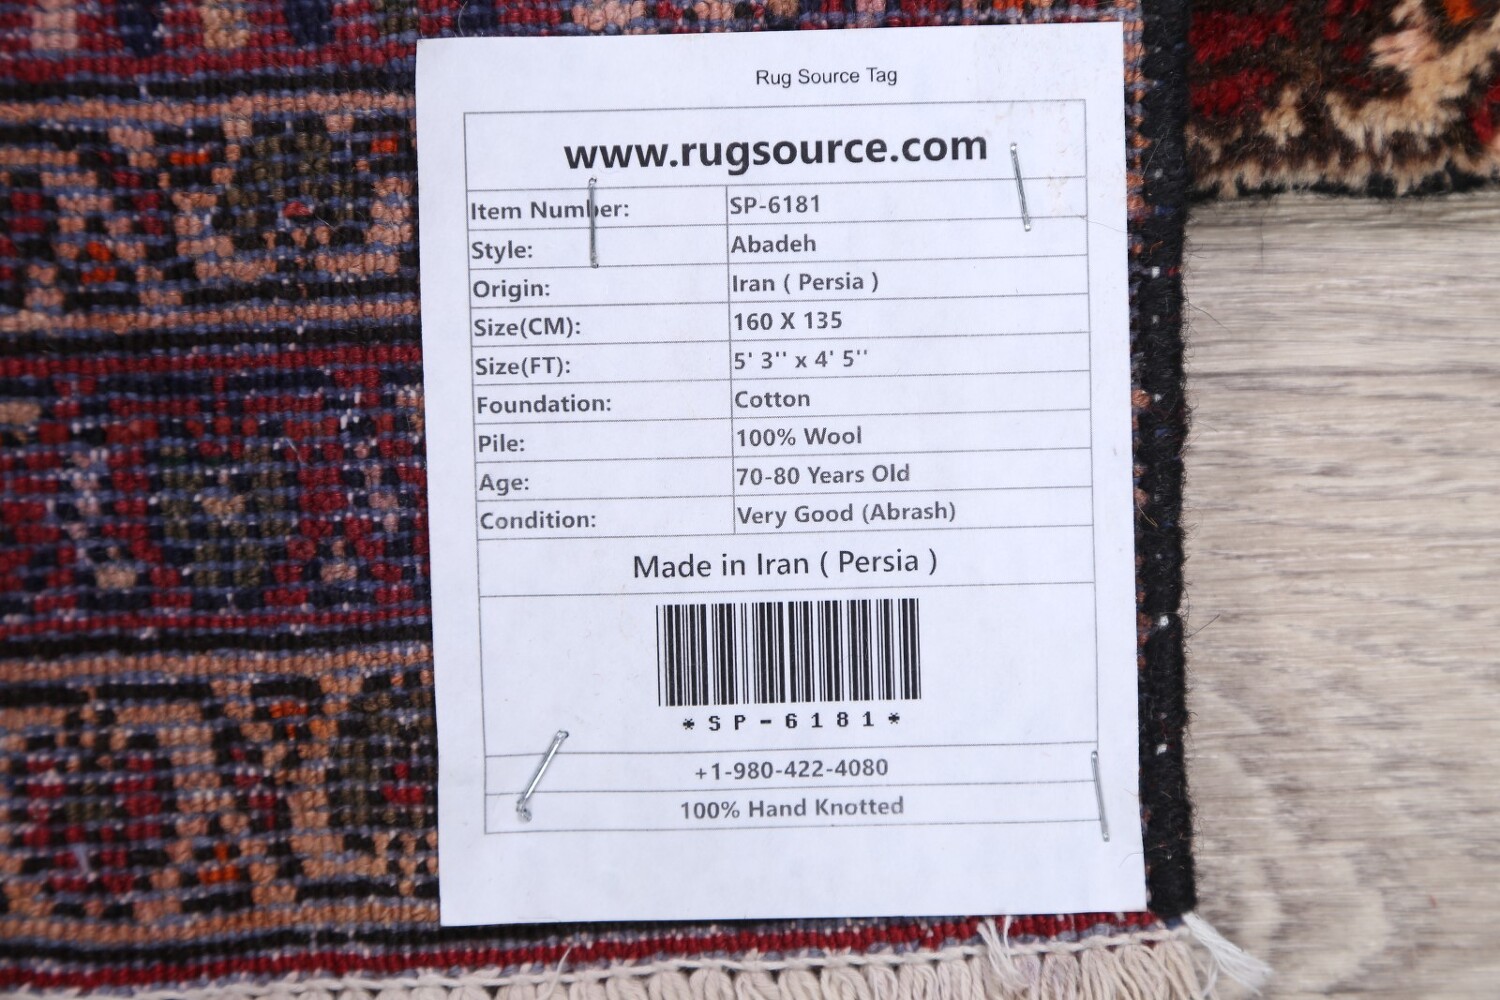 Rug Source Tag
www.rugsource.com
Item Number: SP-6181
Style: Abadeh
Origin: Iran ( Persia )
Size(CM): 160 X 135
Size(FT): 5' 3'' x 4' 5''
Foundation: Cotton
Pile: 100% Wool
Age: 70-80 Years Old
Condition: Very Good (Abrash)
Made in Iran ( Persia )
*SP-6181*
+1-980-422-4080
100% Hand Knotted